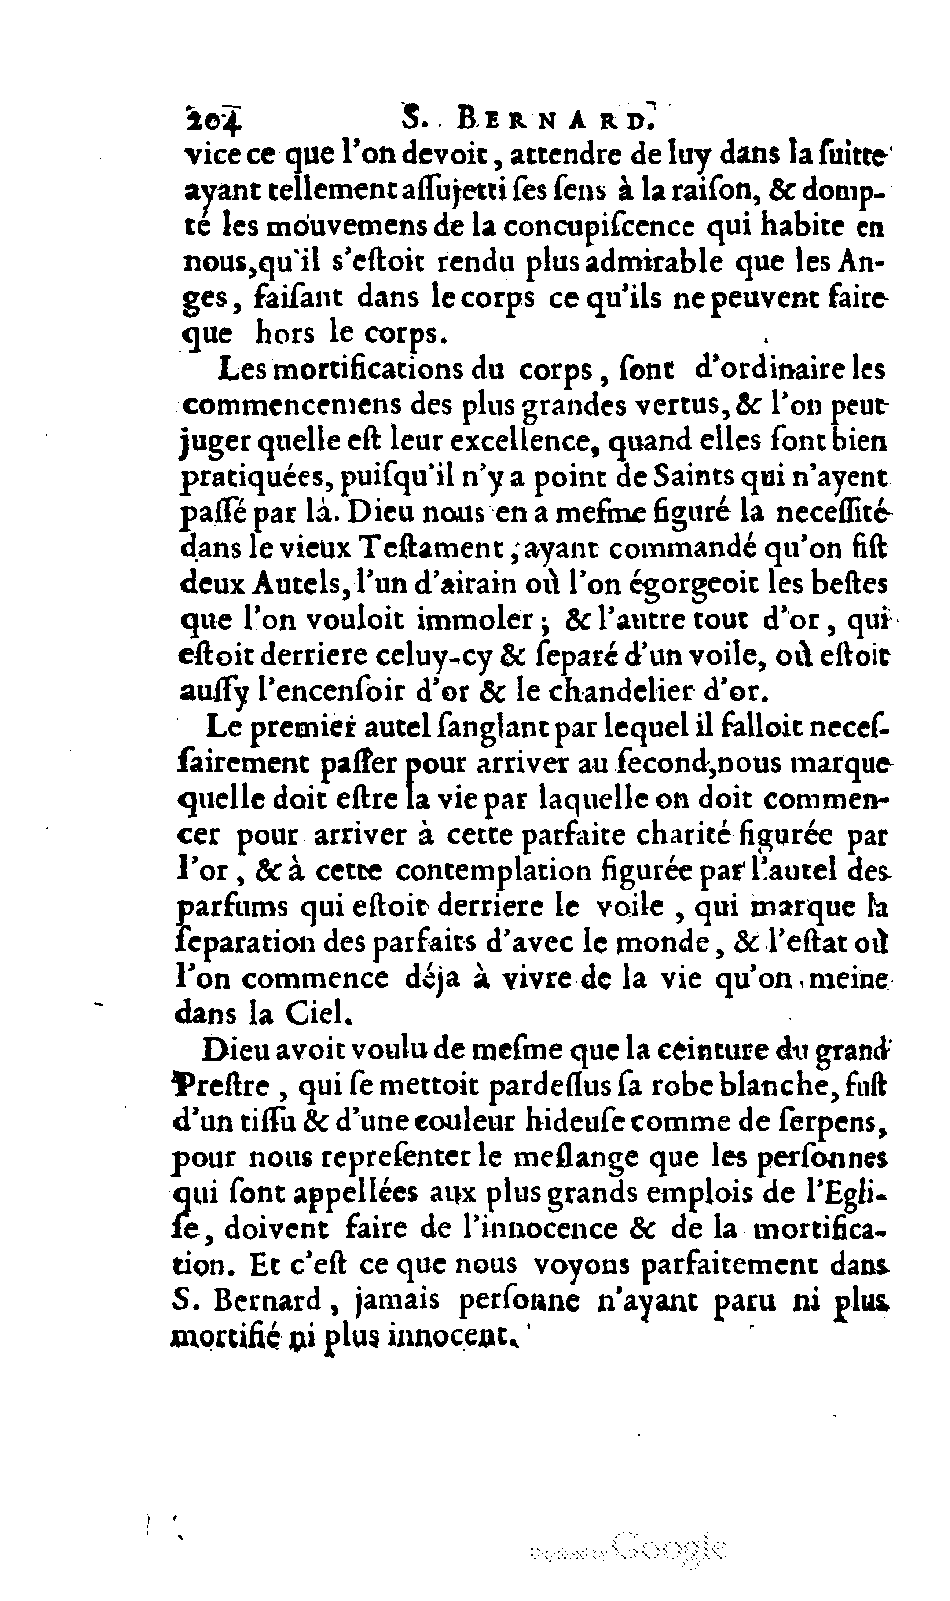 204 S. BERNARD.
vice ce que l'on devoit, attendre de luy dans la ſuitte
ayant tellement aſſujetti ſes ſens à la raiſon, & domp-
té les mouvemens de la concupiſcence qui habite en
nous, qu'il s'eſtoit rendu plus admirable que les An-
ges, faiſant dans le corps ce qu'ils ne peuvent faire
que hors le corps.
Les mortifications du corps, ſont d'ordinaire les
commencemens des plus grandes vertus, & l'on peut
juger quelle eſt leur excellence, quand elles ſont bien
pratiquées, puiſqu'il n'y a point de Saints qui n'ayent
paſſé par là. Dieu nous en a meſme figuré la neceſſité
dans le vieux Teſtament, ayant commandé qu'on fiſt
deux Autels, l'un d'airain où l'on égorgeoit les beſtes
que l'on vouloit immoler; & l'autre tout d'or, qui
eſtoit derriere celuy-cy & ſeparé d'un voile, où eſtoit
auſſy l'encenſoir d'or & le chandelier d'or.
Le premier autel ſanglant par lequel il falloit neceſ-
ſairement paſſer pour arriver au ſecond, nous marque
quelle doit eſtre la vie par laquelle on doit commen-
cer pour arriver à cette parfaite charité figurée par
l'or, & à cette contemplation figurée par l'autel des
parfums qui eſtoit derriere le voile, qui marque la
ſeparation des parfaits d'avec le monde, & l'eſtat où
l'on commence déja à vivre de la vie qu'on meine
dans la Ciel.
Dieu avoit voulu de meſme que la ceinture du grand
Preſtre, qui ſe mettoit pardeſſus ſa robe blanche, fuſt
d'un tiſſu & d'une couleur hideuſe comme de ſerpens,
pour nous repreſenter le meſlange que les perſonnes
qui ſont appellées aux plus grands emplois de l'Egli-
ſe, doivent faire de l'innocence & de la mortifica-
tion. Et c'eſt ce que nous voyons parfaitement dans
S. Bernard, jamais perſonne n'ayant paru ni plus
mortifié ni plus innocent.
Digitized by Google